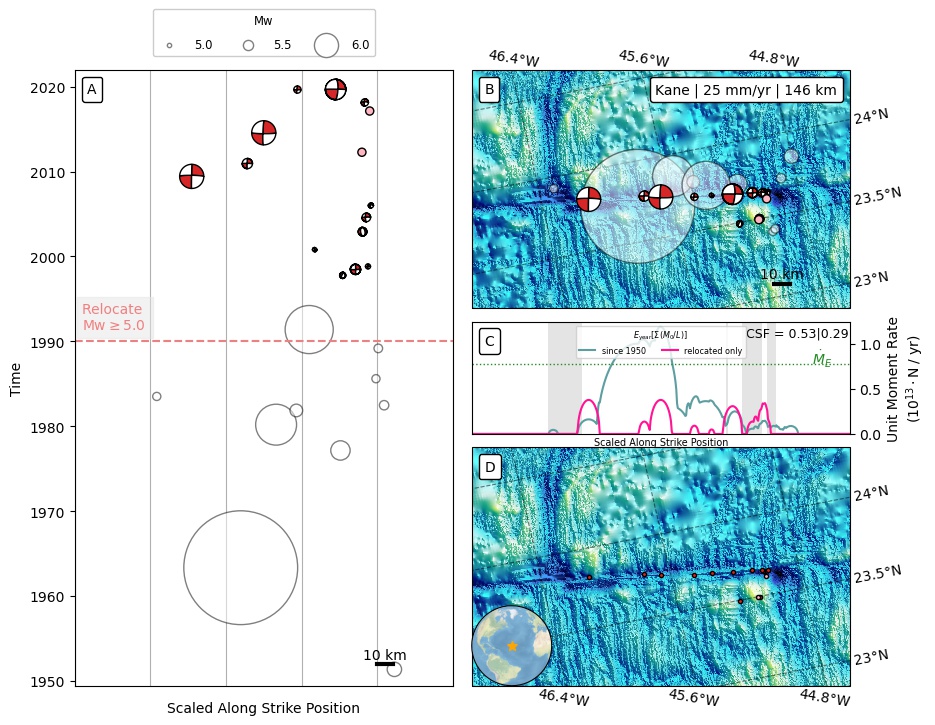 Mw
5.0 5.5 6.0
A
2020
2010
2000
1990
1980
1970
1960
1950
Time
Relocate
Mw ≥ 5.0
10 km
Scaled Along Strike Position
46.4°W 45.6°W 44.8°W
B
Kane | 25 mm/yr | 146 km
24°N
23.5°N
23°N
10 km
C
E_year[Σ(M₀/L)]
since 1950 relocated only
CSF = 0.53|0.29
Ṁ_E
1.0
0.5
0.0
Unit Moment Rate
(10¹³ · N / yr)
Scaled Along Strike Position
D
24°N
23.5°N
23°N
46.4°W 45.6°W 44.8°W